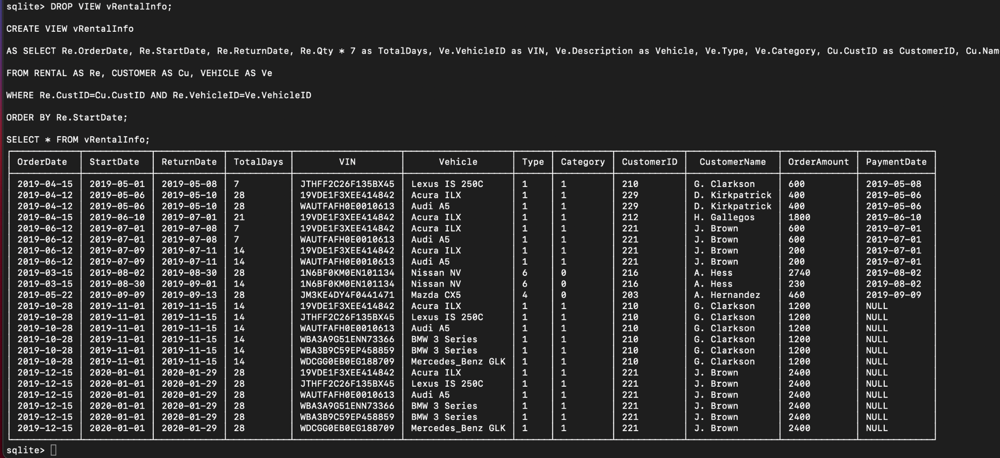 sqlite> DROP VIEW vRentalInfo;
CREATE VIEW vRentalInfo
AS SELECT Re.OrderDate, Re.StartDate, Re.ReturnDate, Re.Qty * 7 as TotalDays, Ve.VehicleID as VIN, Ve.Description as Vehicle, Ve.Type, Ve.Category, Cu.CustID as CustomerID, Cu.Nam
FROM RENTAL AS Re, CUSTOMER AS Cu, VEHICLE AS Ve
WHERE Re.CustID=Cu.CustID AND Re.VehicleID=Ve.VehicleID
ORDER BY Re.StartDate;
SELECT * FROM vRentalInfo;
OrderDate StartDate ReturnDate TotalDays VIN Vehicle Type Category CustomerID CustomerName OrderAmount PaymentDate
2019-04-15 2019-05-01 2019-05-08 7 JTHFF2C26F135BX45 Lexus IS 250C 1 1 210 G. Clarkson 600 2019-05-08
2019-04-12 2019-05-06 2019-05-10 28 19VDE1F3XEE414842 Acura ILX 1 1 229 D. Kirkpatrick 400 2019-05-06
2019-04-12 2019-05-06 2019-05-10 28 WAUTFAFH0E0010613 Audi A5 1 1 229 D. Kirkpatrick 400 2019-05-06
2019-04-15 2019-06-10 2019-07-01 21 19VDE1F3XEE414842 Acura ILX 1 1 212 H. Gallegos 1800 2019-06-10
2019-06-12 2019-07-01 2019-07-08 7 19VDE1F3XEE414842 Acura ILX 1 1 221 J. Brown 600 2019-07-01
2019-06-12 2019-07-01 2019-07-08 7 WAUTFAFH0E0010613 Audi A5 1 1 221 J. Brown 600 2019-07-01
2019-06-12 2019-07-09 2019-07-11 14 19VDE1F3XEE414842 Acura ILX 1 1 221 J. Brown 200 2019-07-01
2019-06-12 2019-07-09 2019-07-11 14 WAUTFAFH0E0010613 Audi A5 1 1 221 J. Brown 200 2019-07-01
2019-03-15 2019-08-02 2019-08-30 28 1N6BF0KM0EN101134 Nissan NV 6 0 216 A. Hess 2740 2019-08-02
2019-03-15 2019-08-30 2019-09-01 14 1N6BF0KM0EN101134 Nissan NV 6 0 216 A. Hess 230 2019-08-02
2019-05-22 2019-09-09 2019-09-13 28 JM3KE4DY4F0441471 Mazda CX5 4 0 203 A. Hernandez 460 2019-09-09
2019-10-28 2019-11-01 2019-11-15 14 19VDE1F3XEE414842 Acura ILX 1 1 210 G. Clarkson 1200 NULL
2019-10-28 2019-11-01 2019-11-15 14 JTHFF2C26F135BX45 Lexus IS 250C 1 1 210 G. Clarkson 1200 NULL
2019-10-28 2019-11-01 2019-11-15 14 WAUTFAFH0E0010613 Audi A5 1 1 210 G. Clarkson 1200 NULL
2019-10-28 2019-11-01 2019-11-15 14 WBA3A9G51ENN73366 BMW 3 Series 1 1 210 G. Clarkson 1200 NULL
2019-10-28 2019-11-01 2019-11-15 14 WBA3B9C59EP458859 BMW 3 Series 1 1 210 G. Clarkson 1200 NULL
2019-10-28 2019-11-01 2019-11-15 14 WDCGG0EB0EG188709 Mercedes_Benz GLK 1 1 210 G. Clarkson 1200 NULL
2019-12-15 2020-01-01 2020-01-29 28 19VDE1F3XEE414842 Acura ILX 1 1 221 J. Brown 2400 NULL
2019-12-15 2020-01-01 2020-01-29 28 JTHFF2C26F135BX45 Lexus IS 250C 1 1 221 J. Brown 2400 NULL
2019-12-15 2020-01-01 2020-01-29 28 WAUTFAFH0E0010613 Audi A5 1 1 221 J. Brown 2400 NULL
2019-12-15 2020-01-01 2020-01-29 28 WBA3A9G51ENN73366 BMW 3 Series 1 1 221 J. Brown 2400 NULL
2019-12-15 2020-01-01 2020-01-29 28 WBA3B9C59EP458859 BMW 3 Series 1 1 221 J. Brown 2400 NULL
2019-12-15 2020-01-01 2020-01-29 28 WDCGG0EB0EG188709 Mercedes_Benz GLK 1 1 221 J. Brown 2400 NULL
sqlite>